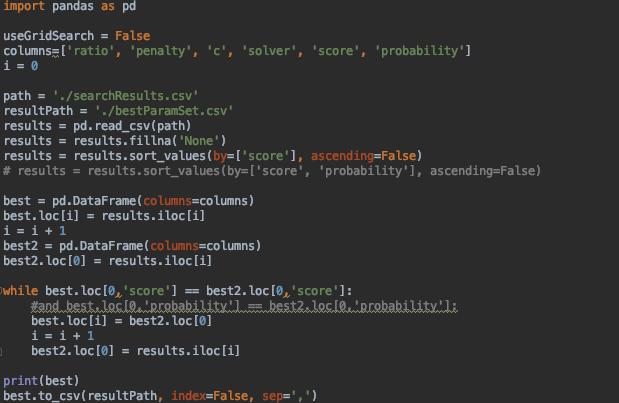 import pandas as pd

useGridSearch = False
columns=['ratio', 'penalty', 'c', 'solver', 'score', 'probability']
i = 0

path = './searchResults.csv'
resultPath = './bestParamSet.csv'
results = pd.read_csv(path)
results = results.fillna('None')
results = results.sort_values(by=['score'], ascending=False)
# results = results.sort_values(by=['score', 'probability'], ascending=False)

best = pd.DataFrame(columns=columns)
best.loc[i] = results.iloc[i]
i = i + 1
best2 = pd.DataFrame(columns=columns)
best2.loc[0] = results.iloc[i]

while best.loc[0,'score'] == best2.loc[0,'score']:
    #and best.loc[0,'probability'] == best2.loc[0,'probability']:
    best.loc[i] = best2.loc[0]
    i = i + 1
    best2.loc[0] = results.iloc[i]

print(best)
best.to_csv(resultPath, index=False, sep=',')